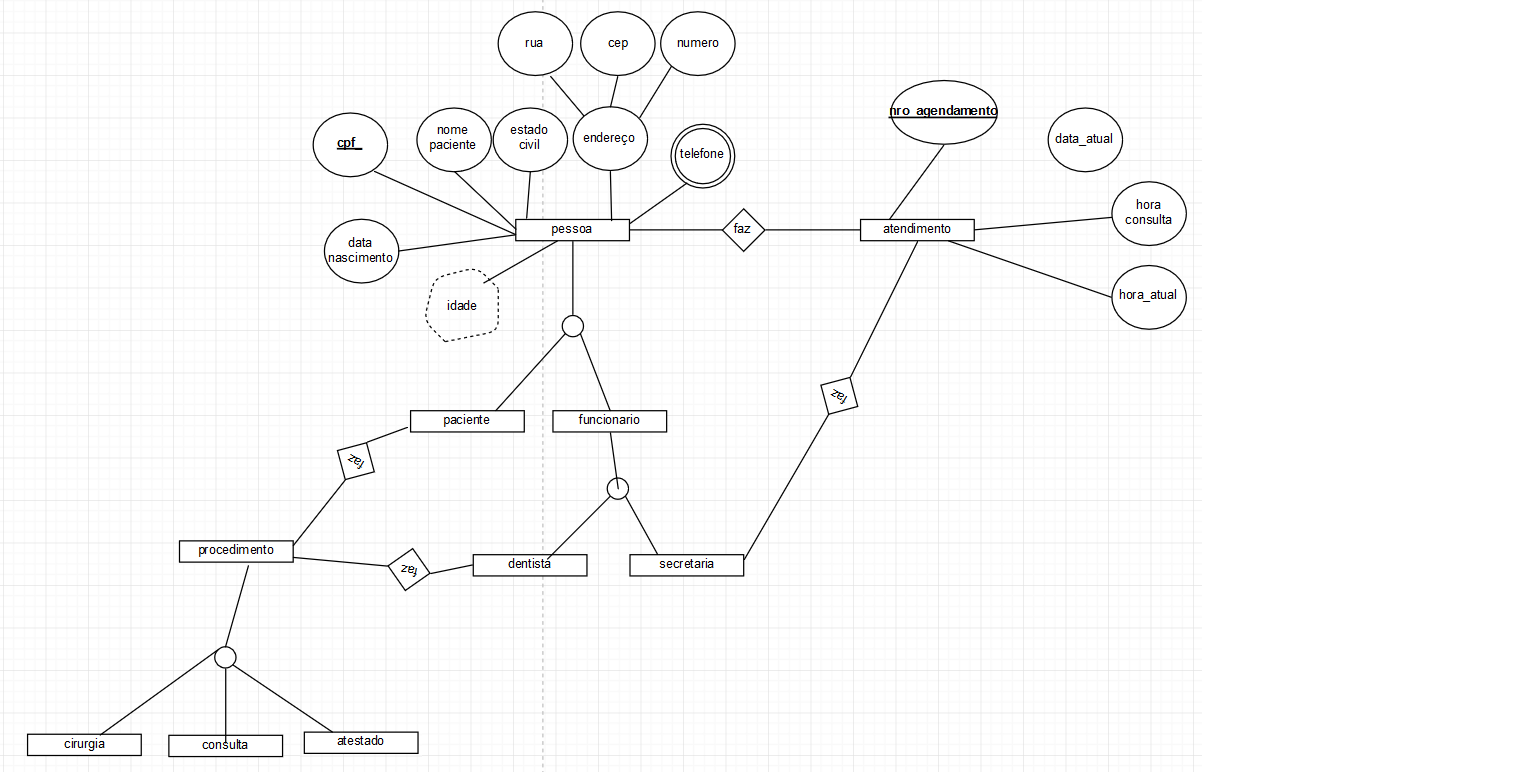 rua
cep
numero
cpf_
nome
paciente
estado
civil
endereço
telefone
nro_agendamento
data_atual
hora
consulta
pessoa
faz
atendimento
data
nascimento
idade
hora_atual
paciente
funcionario
faz
faz
procedimento
faz
dentista
secretaria
cirurgia
consulta
atestado